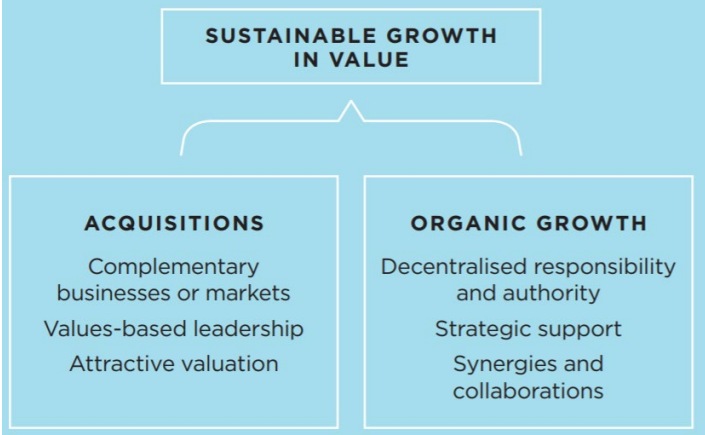 SUSTAINABLE GROWTH
IN VALUE
ACQUISITIONS
Complementary
businesses or markets
Values-based leadership
Attractive valuation
ORGANIC GROWTH
Decentralised responsibility
and authority
Strategic support
Synergies and
collaborations